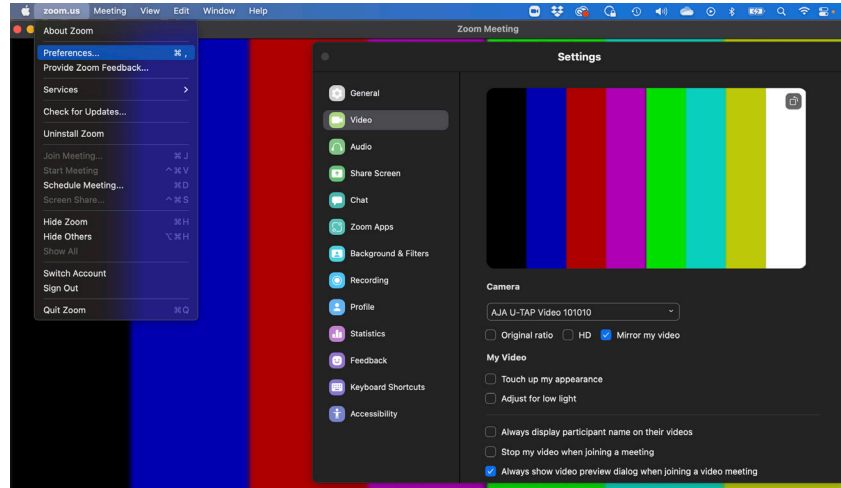 zoom.us Meeting View Edit Window Help
Zoom Meeting
About Zoom
Preferences... ⌘ ,
Provide Zoom Feedback...
Services >
Check for Updates...
Uninstall Zoom
Join Meeting... ⌘ J
Start Meeting ^ ⌘ V
Schedule Meeting... ⌘ D
Screen Share... ^ ⌘ S
Hide Zoom ⌘ H
Hide Others ⌥ ⌘ H
Show All
Switch Account
Sign Out
Quit Zoom ⌘ Q
Settings
General
Video
Audio
Share Screen
Chat
Zoom Apps
Background & Filters
Recording
Profile
Statistics
Feedback
Keyboard Shortcuts
Accessibility
Camera
AJA U-TAP Video 101010
Original ratio HD Mirror my video
My Video
Touch up my appearance
Adjust for low light
Always display participant name on their videos
Stop my video when joining a meeting
Always show video preview dialog when joining a video meeting